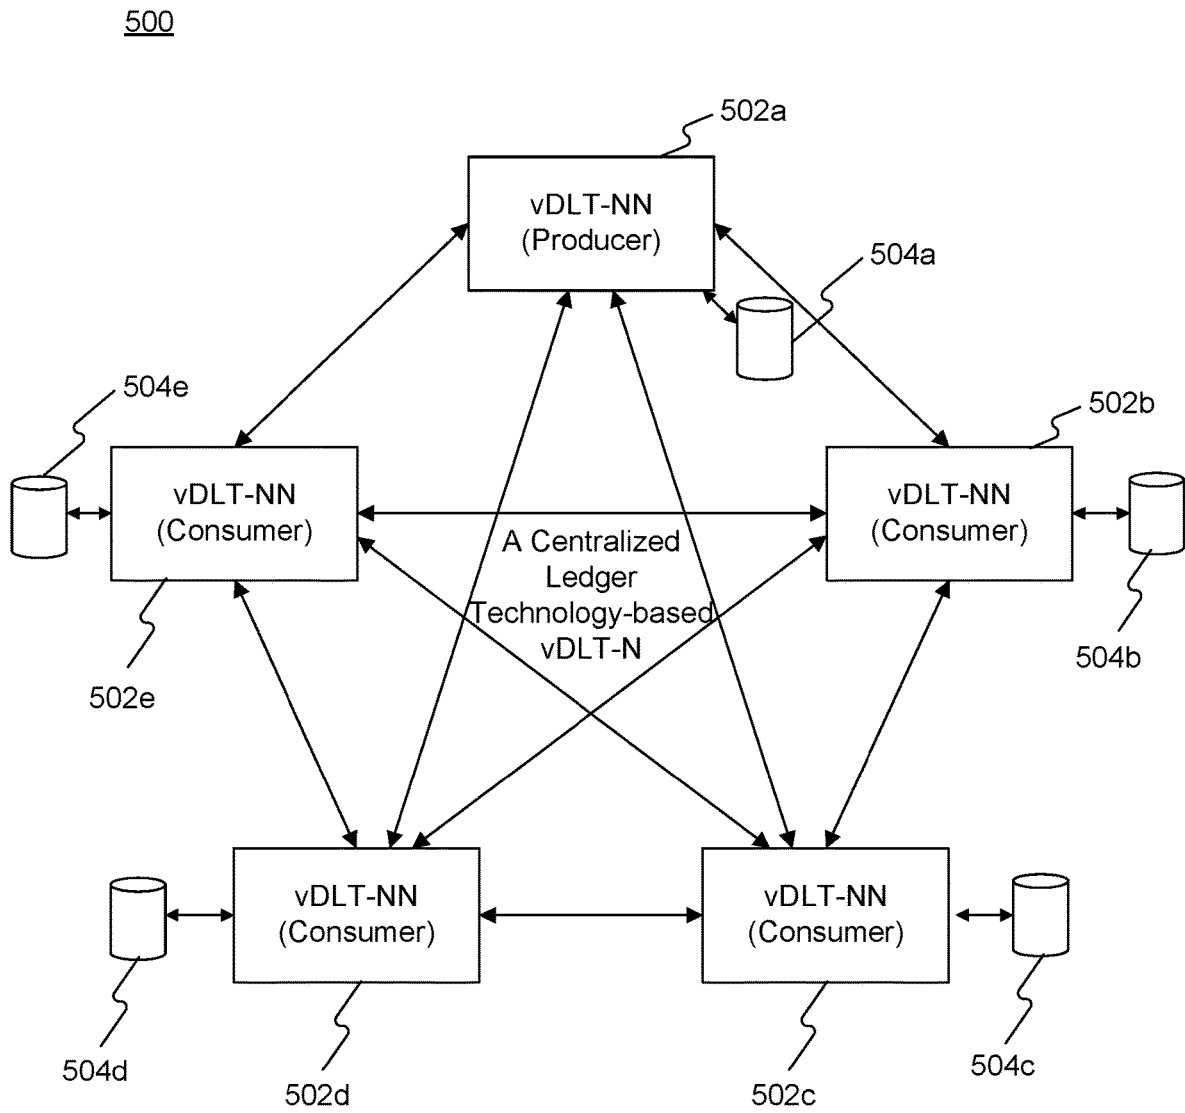 500
502a
vDLT-NN
(Producer)
504a
504e
502b
vDLT-NN
(Consumer)
vDLT-NN
(Consumer)
A Centralized
Ledger
Technology-based
vDLT-N
504b
502e
vDLT-NN
(Consumer)
vDLT-NN
(Consumer)
504d
502d
502c
504c